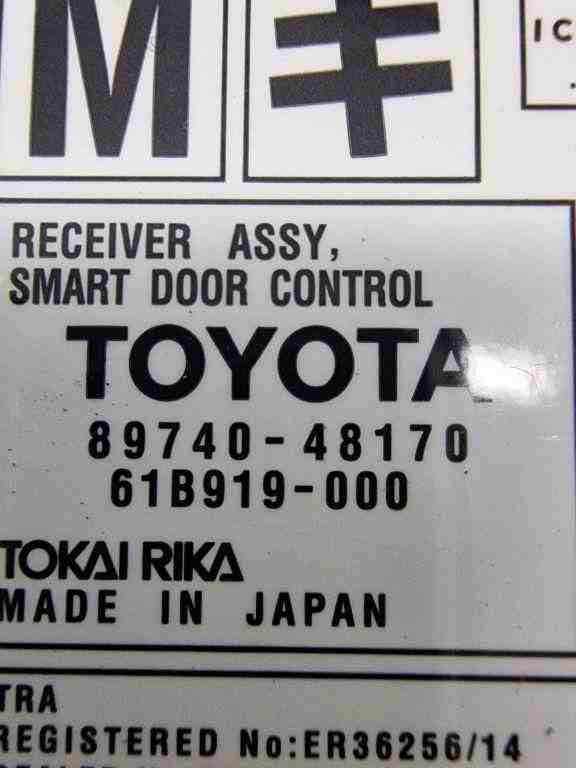 M キ IC
RECEIVER ASSY,
SMART DOOR CONTROL
TOYOTA
89740-48170
61B919-000
TOKAI RIKA
MADE IN JAPAN
TRA
REGISTERED No:ER36256/14